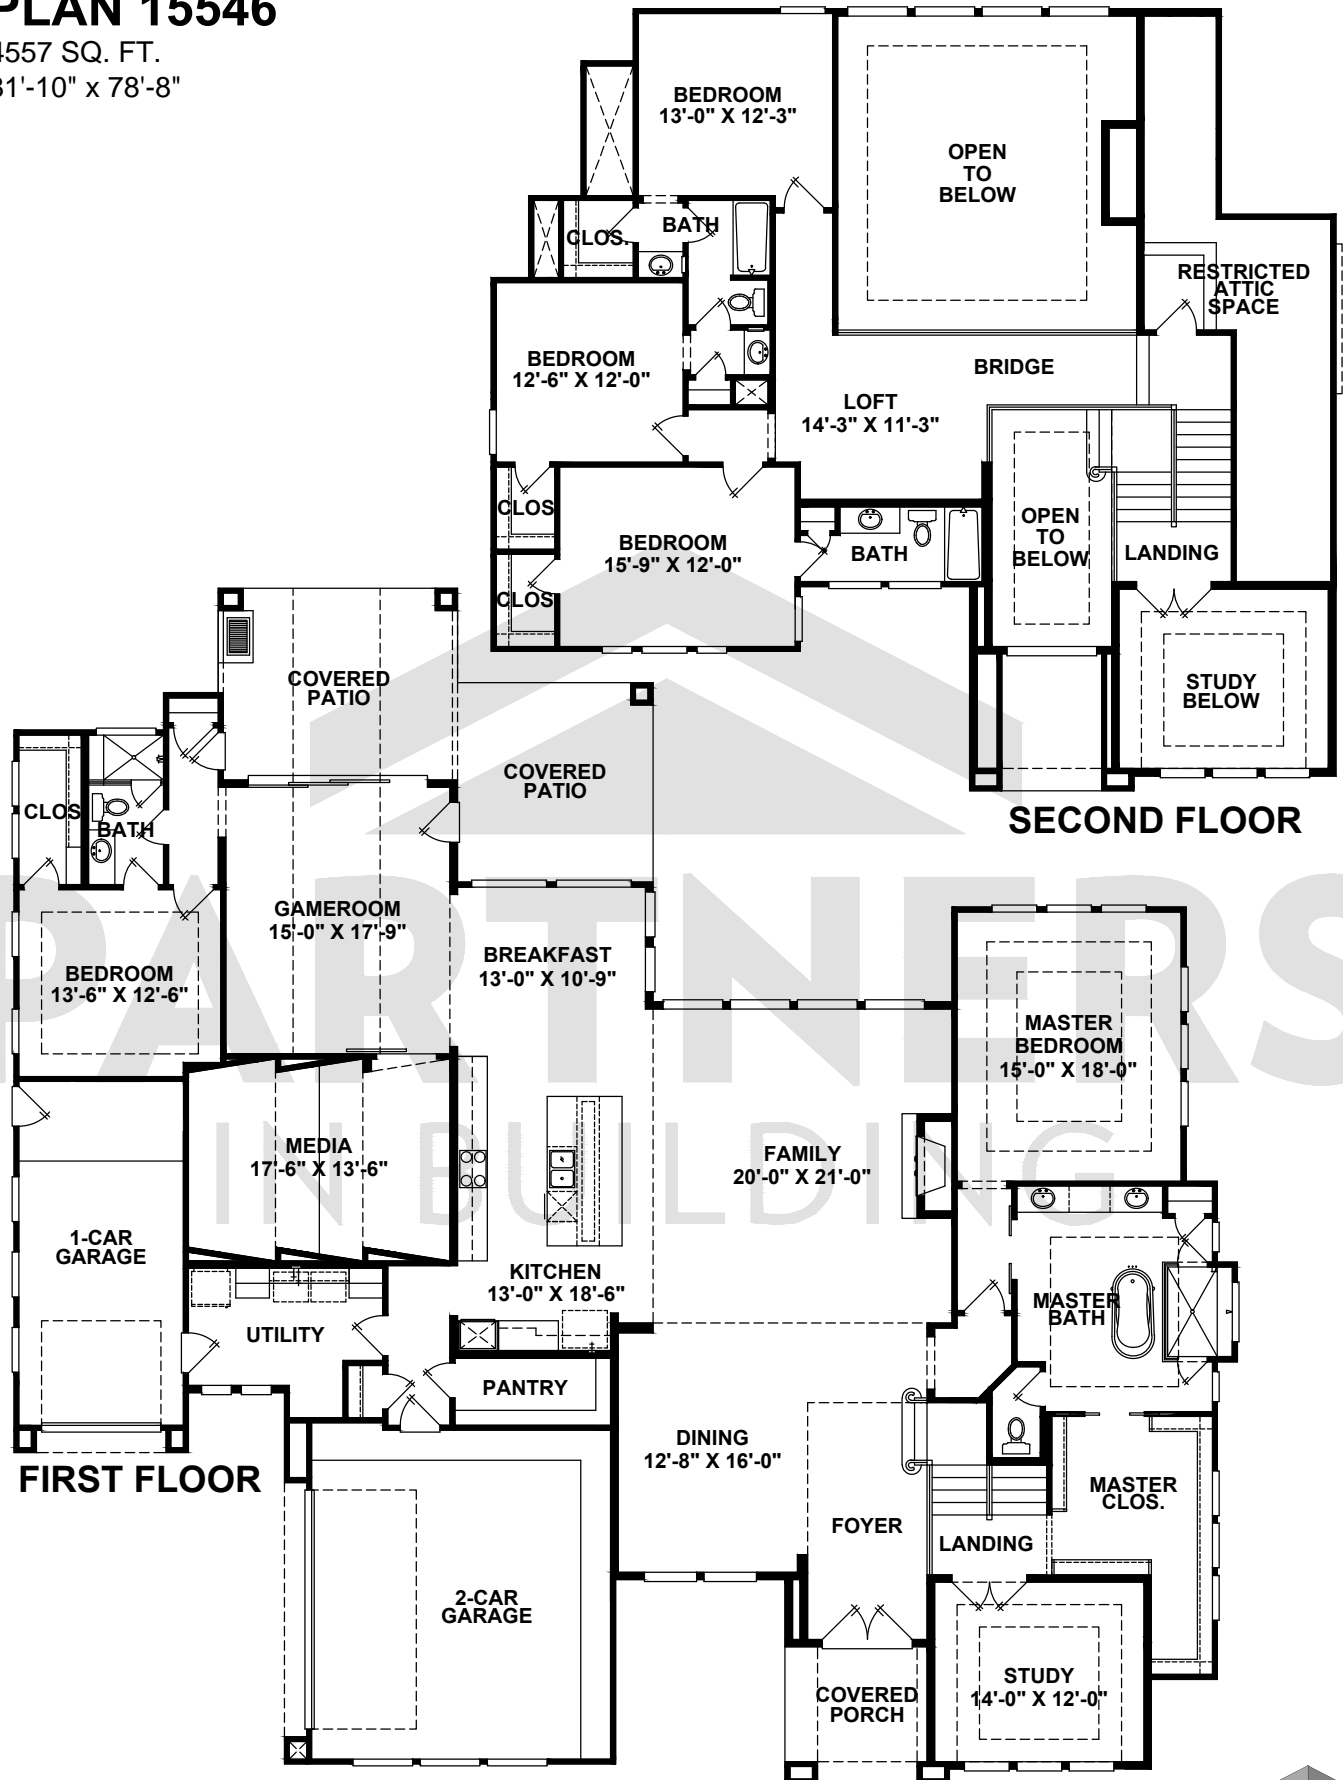 PLAN 15546
4557 SQ. FT.
81'-10" x 78'-8"
BEDROOM
13'-0" X 12'-3"
OPEN
TO
BELOW
CLOS.
BATH
RESTRICTED
ATTIC
SPACE
BEDROOM
12'-6" X 12'-0"
BRIDGE
LOFT
14'-3" X 11'-3"
CLOS
BEDROOM
15'-9" X 12'-0"
BATH
OPEN
TO
BELOW
LANDING
CLOS
STUDY
BELOW
SECOND FLOOR
COVERED
PATIO
COVERED
PATIO
CLOS
BATH
GAMEROOM
15'-0" X 17'-9"
BREAKFAST
13'-0" X 10'-9"
BEDROOM
13'-6" X 12'-6"
MASTER
BEDROOM
15'-0" X 18'-0"
PARTNERS
IN BUILDING
MEDIA
17'-6" X 13'-6"
FAMILY
20'-0" X 21'-0"
1-CAR
GARAGE
KITCHEN
13'-0" X 18'-6"
MASTER
BATH
UTILITY
PANTRY
DINING
12'-8" X 16'-0"
MASTER
CLOS.
FIRST FLOOR
FOYER
LANDING
2-CAR
GARAGE
STUDY
14'-0" X 12'-0"
COVERED
PORCH